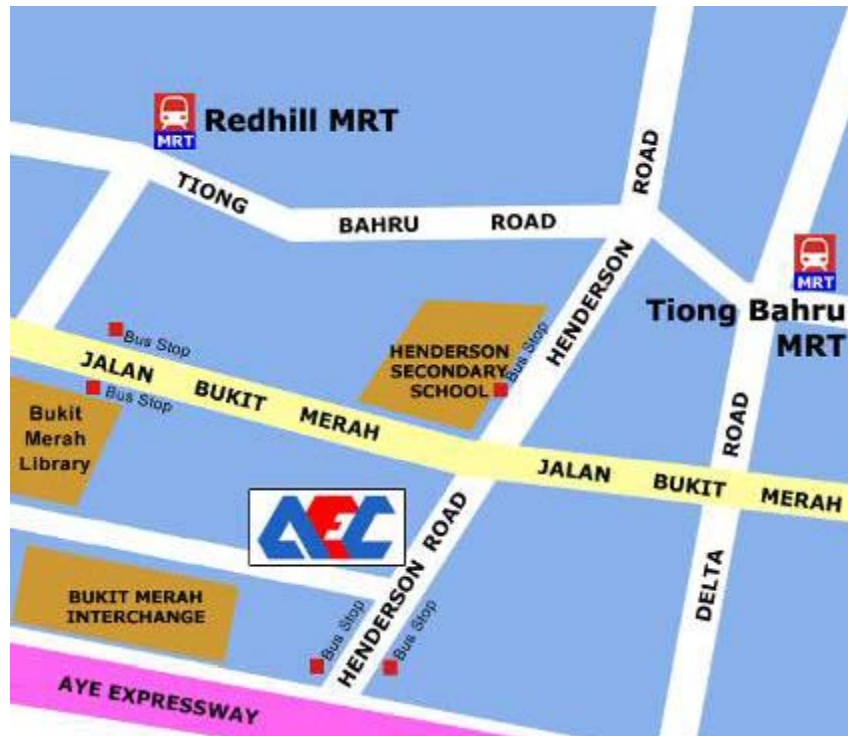 MRT
Redhill MRT
TIONG
BAHRU ROAD
HENDERSON
ROAD
MRT
Tiong Bahru
MRT
Bus Stop
Bus Stop
JALAN BUKIT MERAH
HENDERSON
SECONDARY
SCHOOL
Bus Stop
Bukit
Merah
Library
JALAN BUKIT MERAH
DELTA
ROAD
AEC
HENDERSON ROAD
BUKIT MERAH
INTERCHANGE
Bus Stop
Bus Stop
AYE EXPRESSWAY